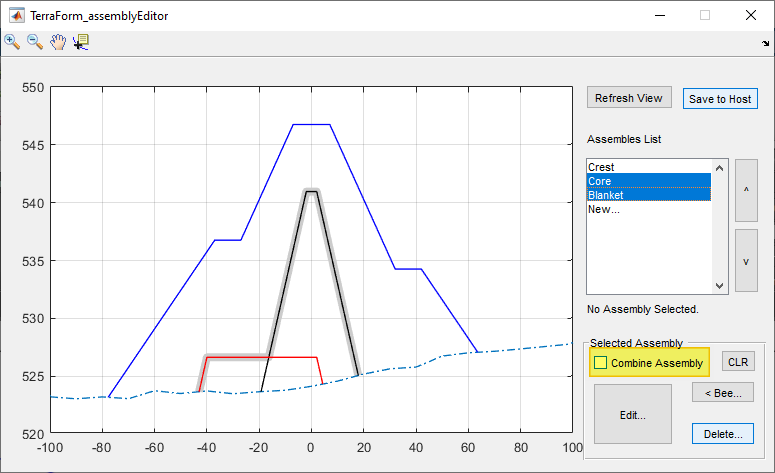 TerraForm_assemblyEditor
550
545
540
535
530
525
520
-100
-80
-60
-40
-20
0
20
40
60
80
100
Refresh View
Save to Host
Assembles List
Crest
Core
Blanket
New...
^
v
No Assembly Selected.
Selected Assembly
Combine Assembly
CLR
Edit...
< Bee...
Delete...